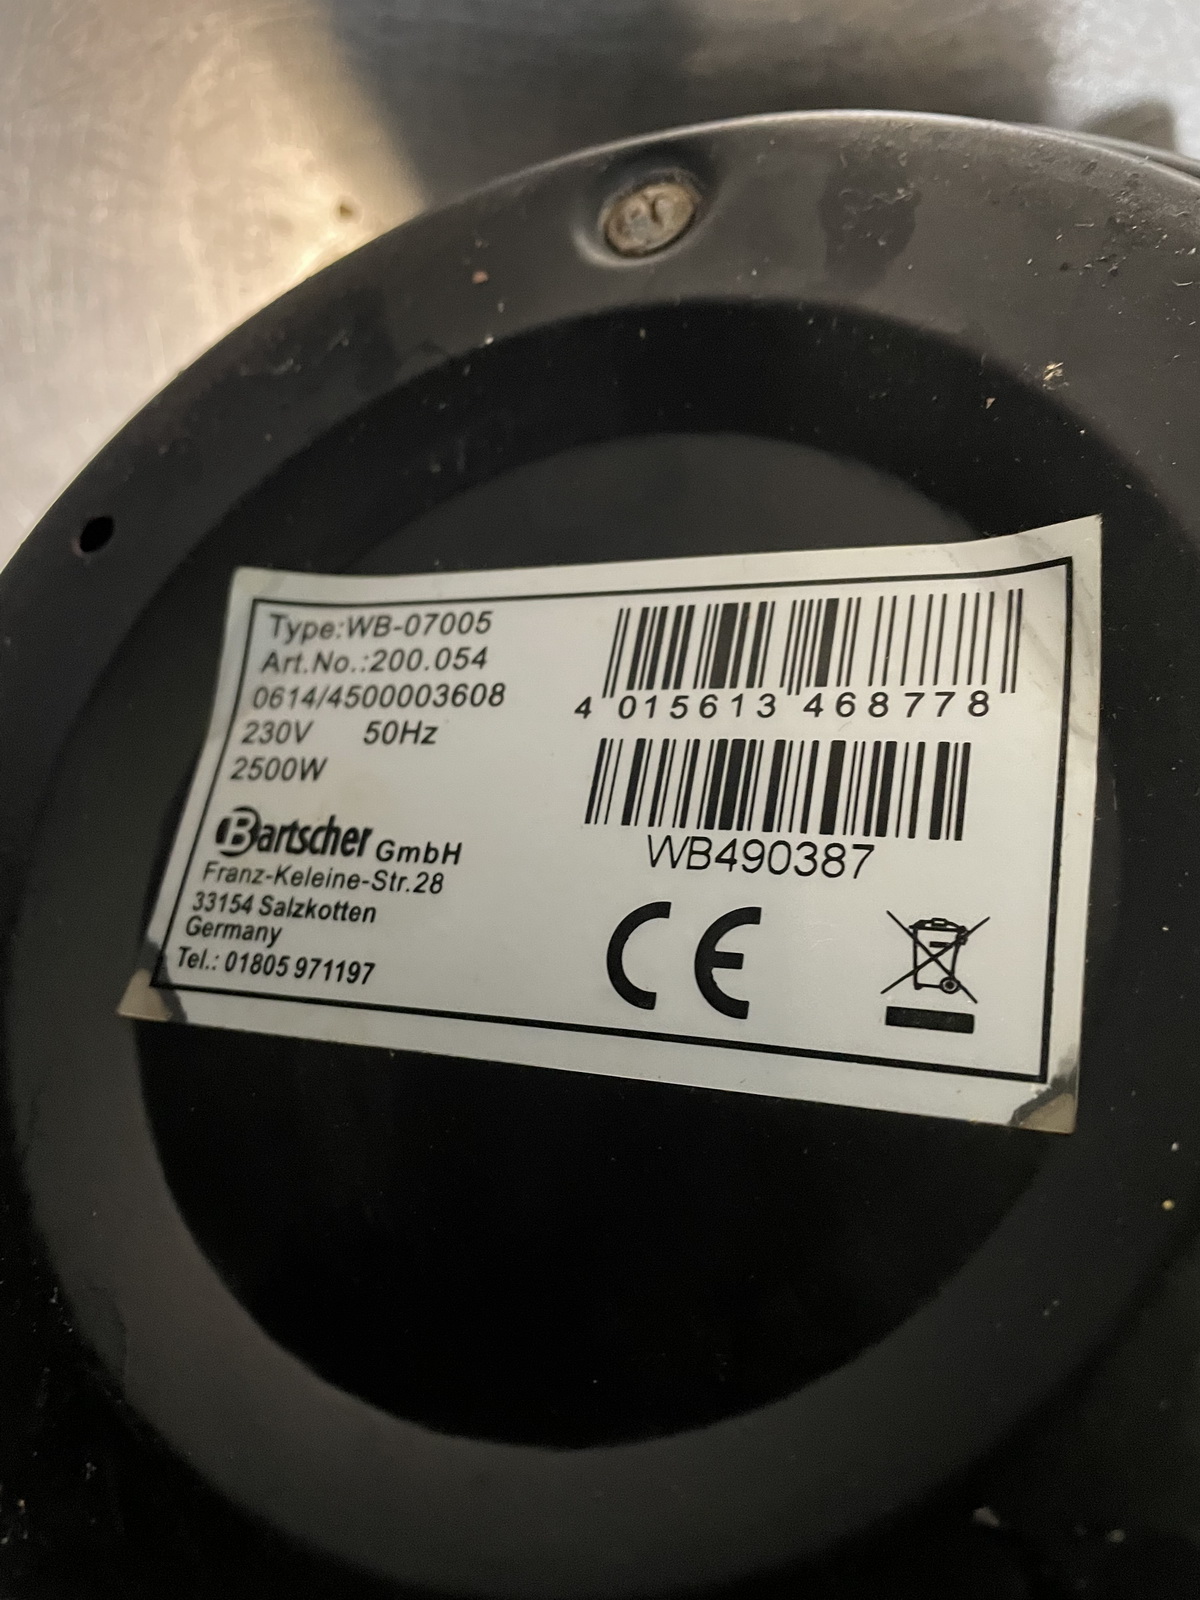 Type:WB-07005
Art.No.:200.054
0614/4500003608
230V 50Hz
2500W
Bartscher GmbH
Franz-Keleine-Str.28
33154 Salzkotten
Germany
Tel.: 01805 971197
4 015613 468778
WB490387
CE